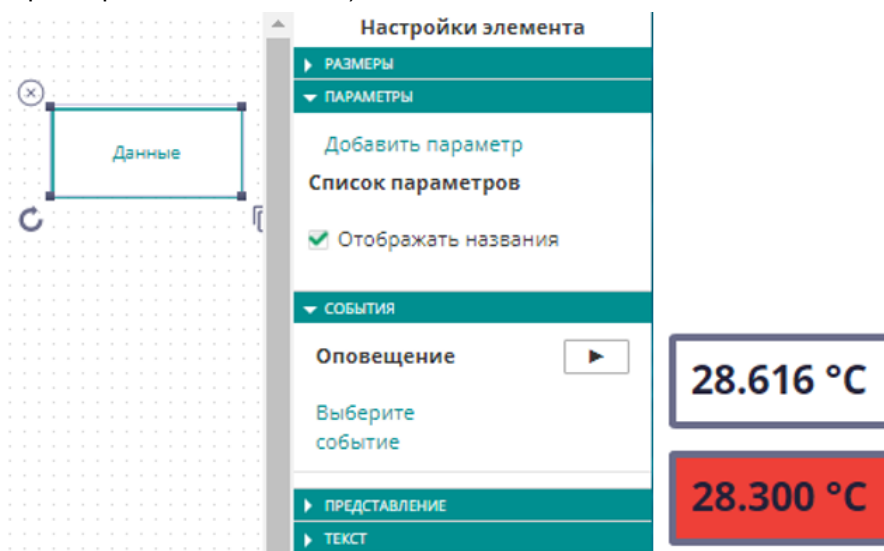 Настройки элемента
РАЗМЕРЫ
ПАРАМЕТРЫ
Данные
Добавить параметр
Список параметров
Отображать названия
СОБЫТИЯ
Оповещение
28.616 °C
Выберите
событие
28.300 °C
ПРЕДСТАВЛЕНИЕ
ТЕКСТ